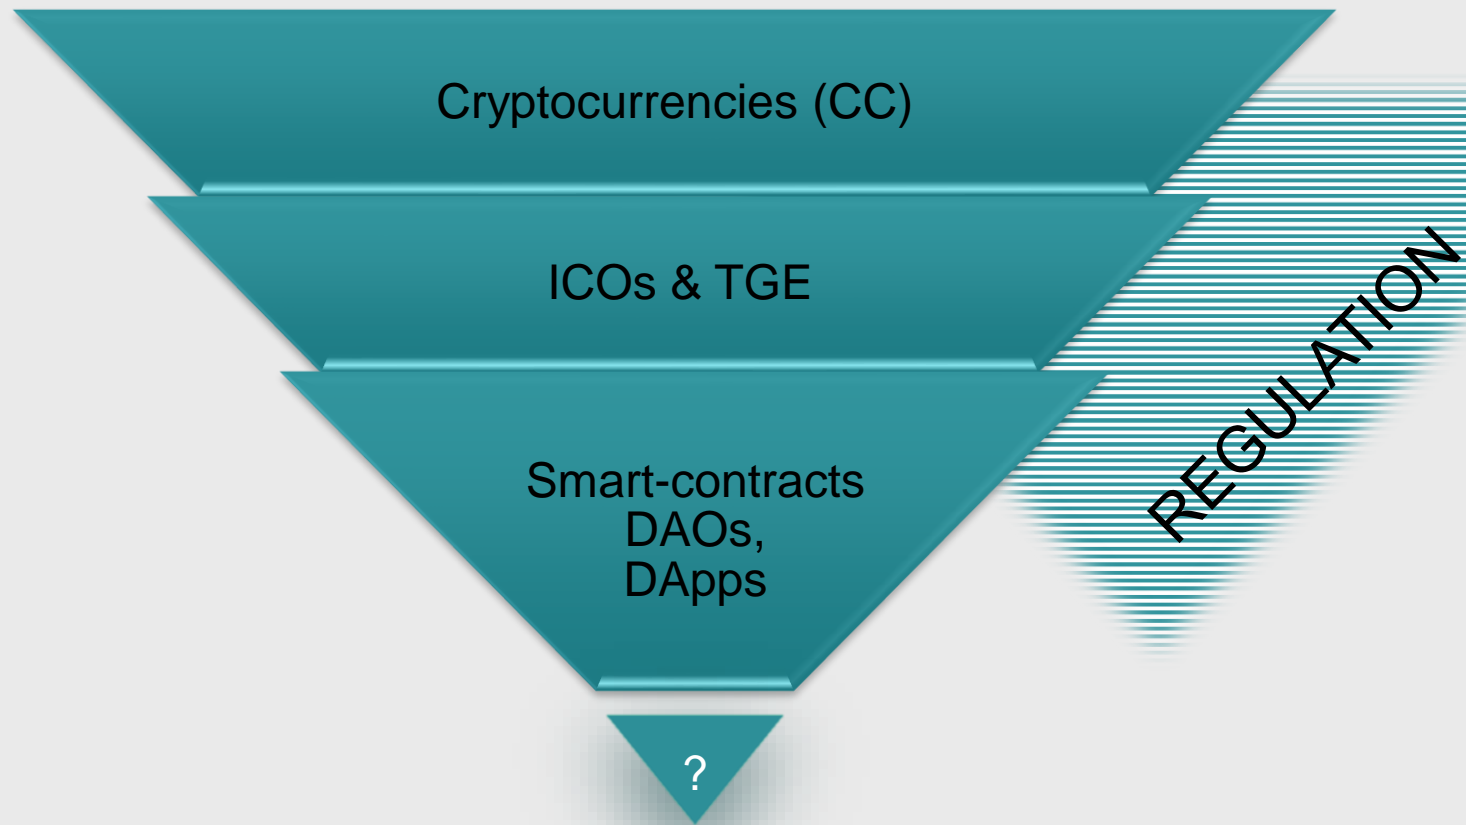 Cryptocurrencies (CC)
ICOs & TGE
Smart-contracts
DAOs,
DApps
?
REGULATION